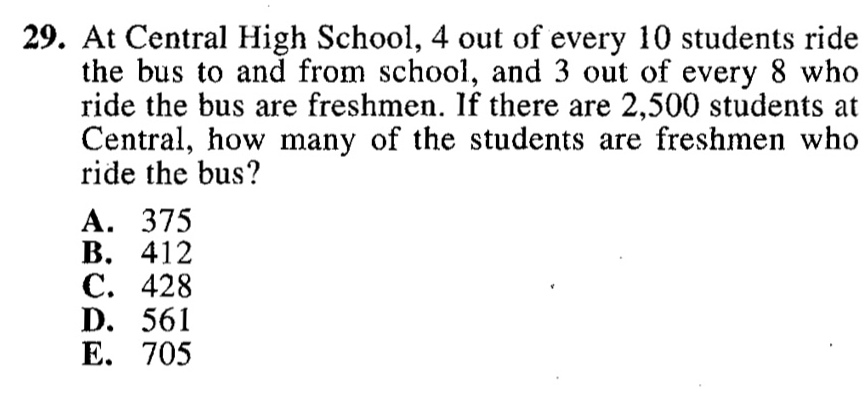 29. At Central High School, 4 out of every 10 students ride
the bus to and from school, and 3 out of every 8 who
ride the bus are freshmen. If there are 2,500 students at
Central, how many of the students are freshmen who
ride the bus?
A. 375
B. 412
C. 428
D. 561
E. 705